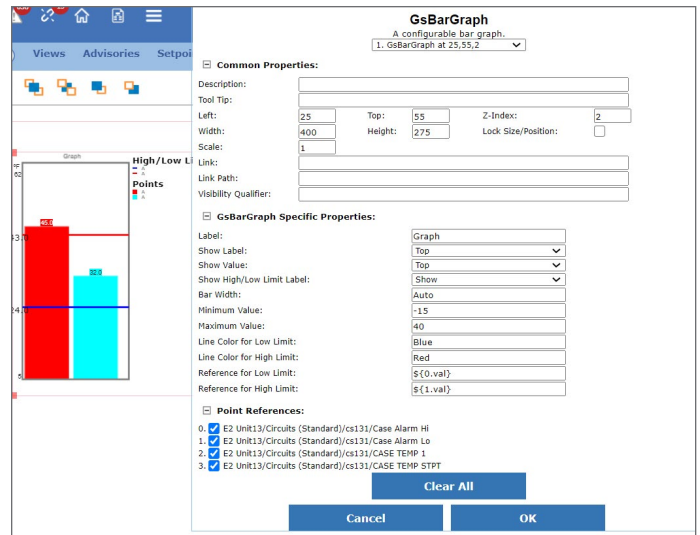 GsBarGraph
A configurable bar graph.
1. GsBarGraph at 25,55,2
Views Advisories Setpoi
Common Properties:
Description:
Tool Tip:
Left: 25 Top: 55 Z-Index: 2
Width: 400 Height: 275 Lock Size/Position:
Scale: 1
Link:
Link Path:
Visibility Qualifier:
GsBarGraph Specific Properties:
Label: Graph
Show Label: Top
Show Value: Top
Show High/Low Limit Label: Show
Bar Width: Auto
Minimum Value: -15
Maximum Value: 40
Line Color for Low Limit: Blue
Line Color for High Limit: Red
Reference for Low Limit: ${0.val}
Reference for High Limit: ${1.val}
Point References:
0. E2 Unit13/Circuits (Standard)/cs131/Case Alarm Hi
1. E2 Unit13/Circuits (Standard)/cs131/Case Alarm Lo
2. E2 Unit13/Circuits (Standard)/cs131/CASE TEMP 1
3. E2 Unit13/Circuits (Standard)/cs131/CASE TEMP STPT
Clear All
Cancel OK
Graph
°F
62
High/Low Li
A
A
Points
A
A
45.0
43.0
32.0
24.0
5